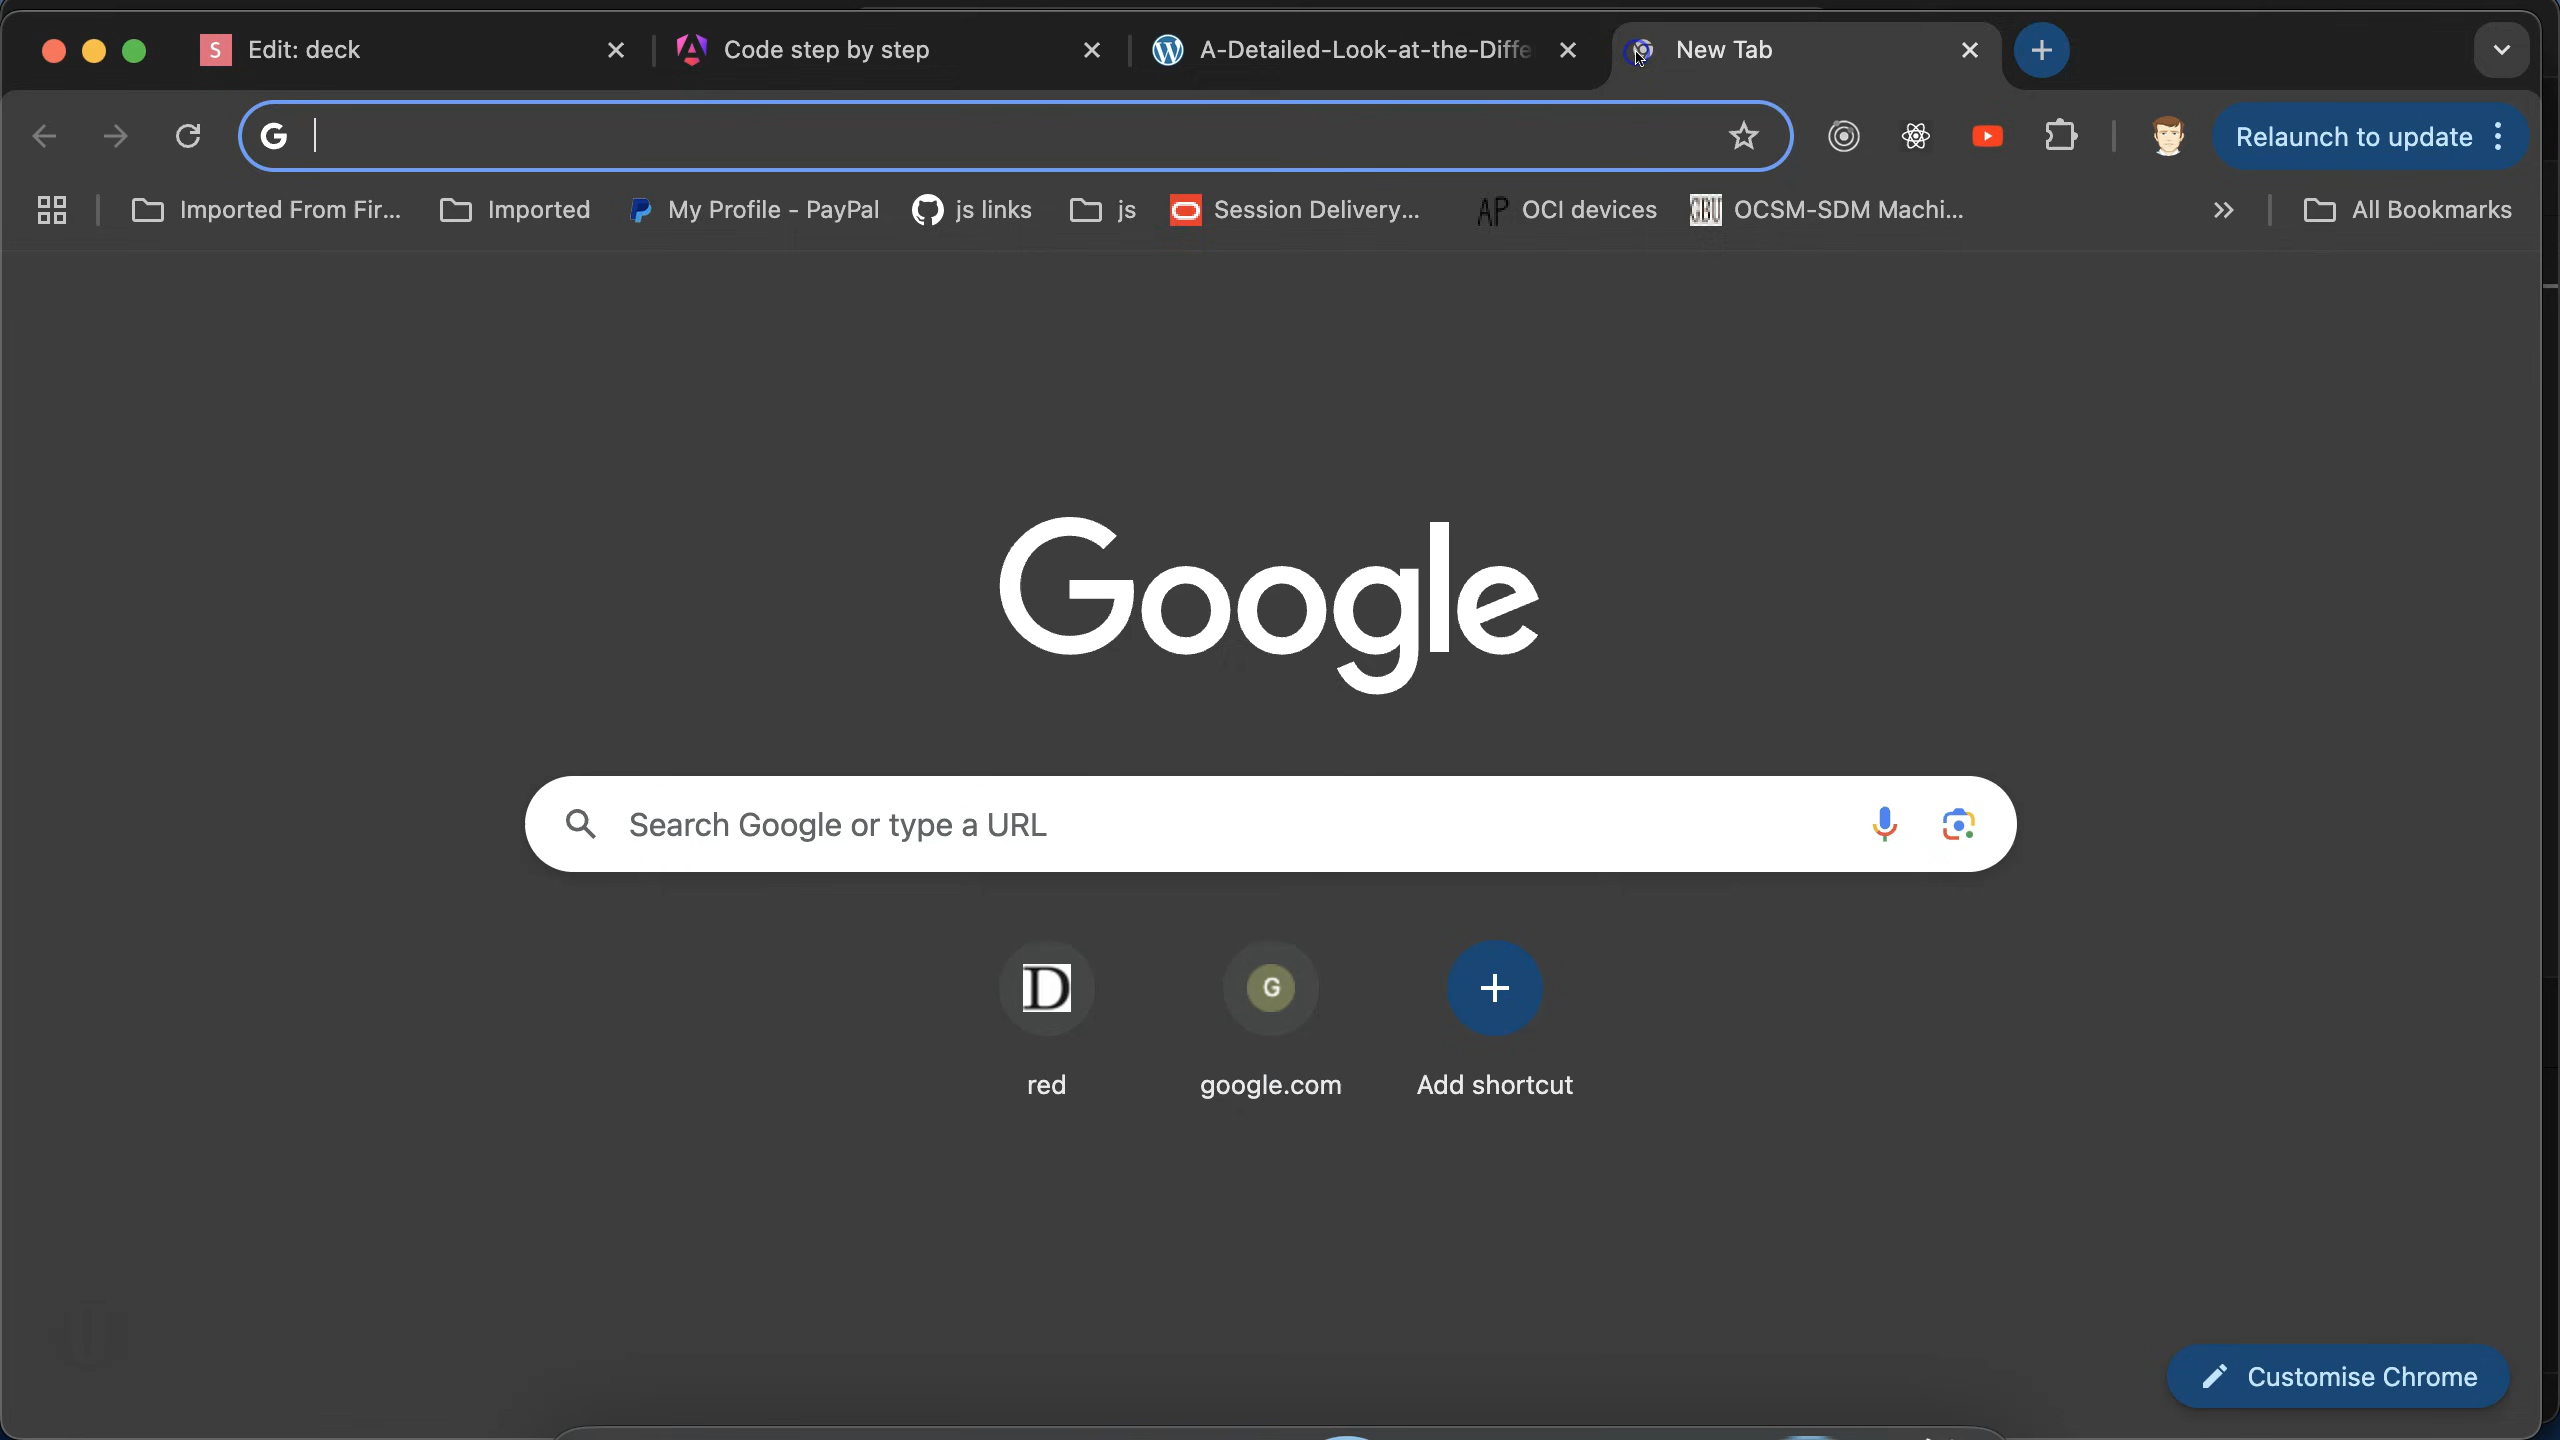 S Edit: deck
Code step by step
A-Detailed-Look-at-the-Diffe
New Tab
G
Relaunch to update
Imported From Fir...
Imported
My Profile - PayPal
js links
js
Session Delivery...
AP OCI devices
GBU OCSM-SDM Machi...
All Bookmarks
Google
Search Google or type a URL
D
G
red
google.com
Add shortcut
Customise Chrome